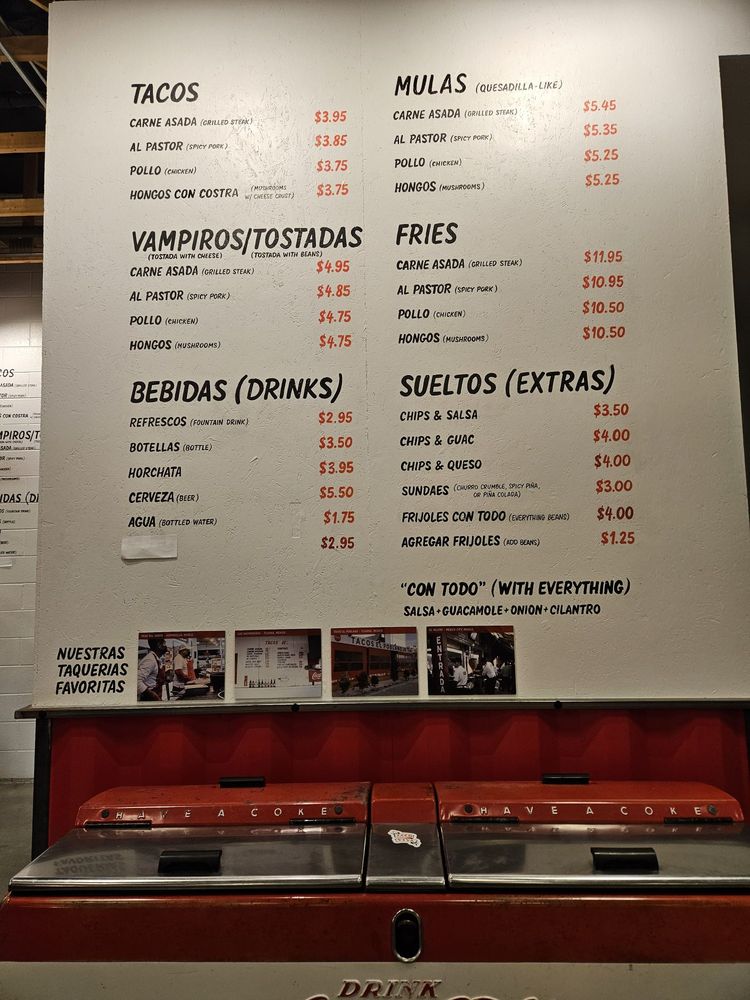 TACOS
CARNE ASADA (GRILLED STEAK) $3.95
AL PASTOR (SPICY PORK) $3.85
POLLO (CHICKEN) $3.75
HONGOS CON COSTRA (MUSHROOMS W/ CHEESE CRUST) $3.75
VAMPIROS/TOSTADAS
(TOSTADA WITH CHEESE) (TOSTADA WITH BEANS)
CARNE ASADA (GRILLED STEAK) $4.95
AL PASTOR (SPICY PORK) $4.85
POLLO (CHICKEN) $4.75
HONGOS (MUSHROOMS) $4.75
BEBIDAS (DRINKS)
REFRESCOS (FOUNTAIN DRINK) $2.95
BOTELLAS (BOTTLE) $3.50
HORCHATA $3.95
CERVEZA (BEER) $5.50
AGUA (BOTTLED WATER) $1.75
$2.95
MULAS (QUESADILLA-LIKE)
CARNE ASADA (GRILLED STEAK) $5.45
AL PASTOR (SPICY PORK) $5.35
POLLO (CHICKEN) $5.25
HONGOS (MUSHROOMS) $5.25
FRIES
CARNE ASADA (GRILLED STEAK) $11.95
AL PASTOR (SPICY PORK) $10.95
POLLO (CHICKEN) $10.50
HONGOS (MUSHROOMS) $10.50
SUELTOS (EXTRAS)
CHIPS & SALSA $3.50
CHIPS & GUAC $4.00
CHIPS & QUESO $4.00
SUNDAES (CHURRO CRUMBLE, SPICY PIÑA, OR PIÑA COLADA) $3.00
FRIJOLES CON TODO (EVERYTHING BEANS) $4.00
AGREGAR FRIJOLES (ADD BEANS) $1.25
"CON TODO" (WITH EVERYTHING)
SALSA+GUACAMOLE+ONION+CILANTRO
NUESTRAS
TAQUERIAS
FAVORITAS
TACOS
ENTRADA
HAVE A COKE
HAVE A COKE
DRINK